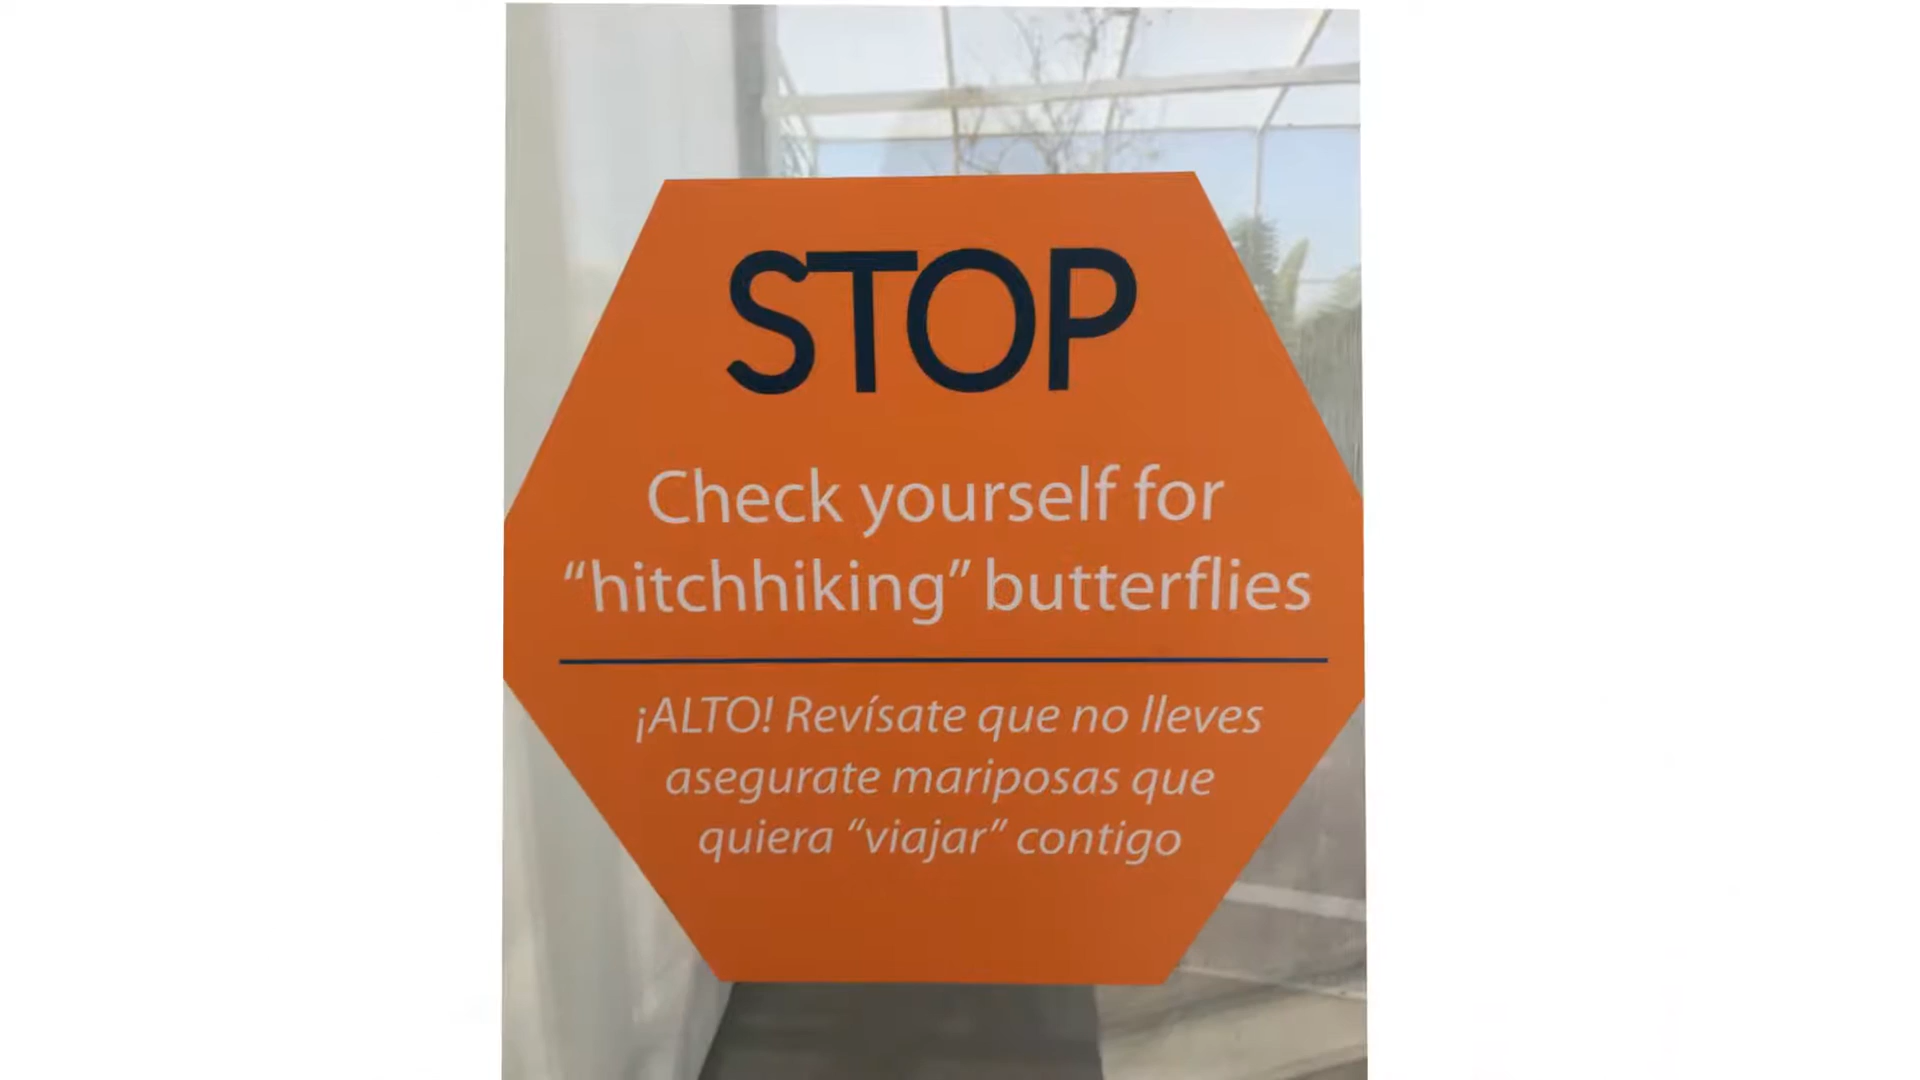 STOP
Check yourself for
“hitchhiking” butterflies
¡ALTO! Revísate que no lleves
asegurate mariposas que
quiera “viajar” contigo